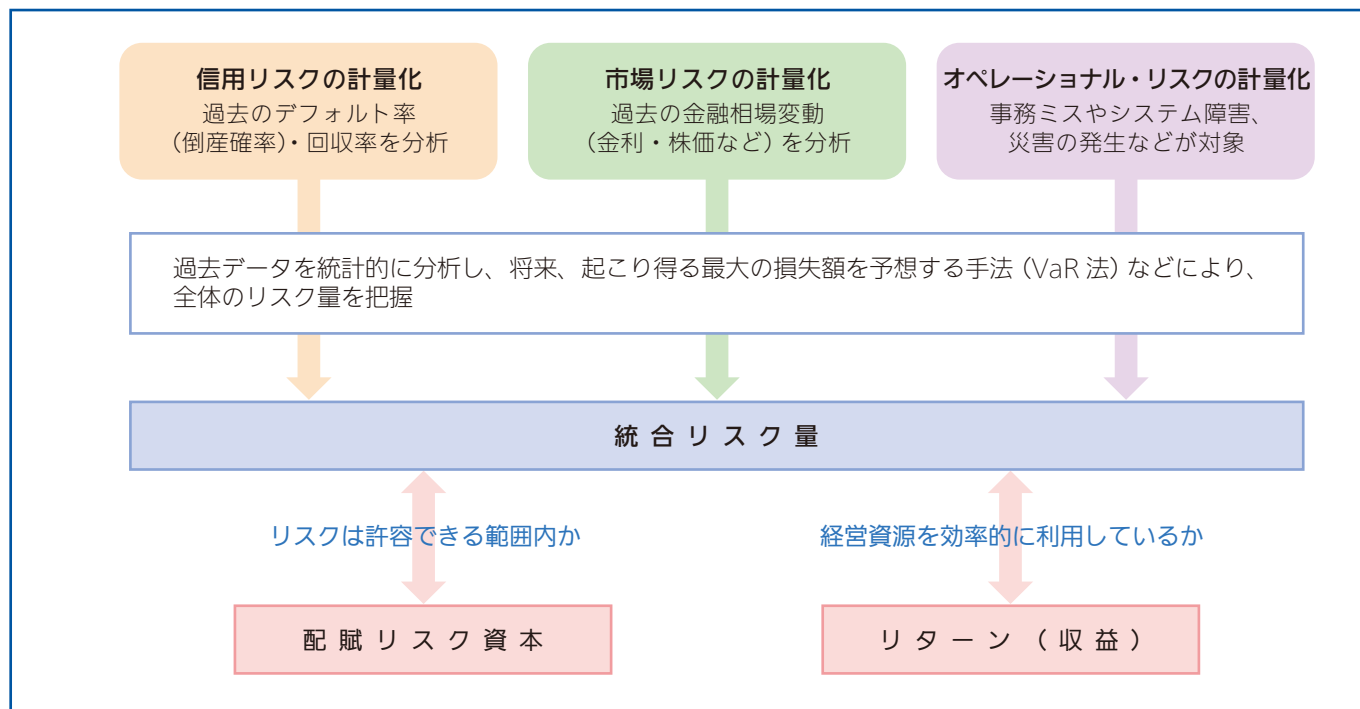 信用リスクの計量化
過去のデフォルト率
(倒産確率)・回収率を分析
市場リスクの計量化
過去の金融相場変動
(金利・株価など) を分析
オペレーショナル・リスクの計量化
事務ミスやシステム障害、
災害の発生などが対象
過去データを統計的に分析し、将来、起こり得る最大の損失額を予想する手法 (VaR 法) などにより、
全体のリスク量を把握
統合リスク量
リスクは許容できる範囲内か
経営資源を効率的に利用しているか
配賦リスク資本
リターン(収益)